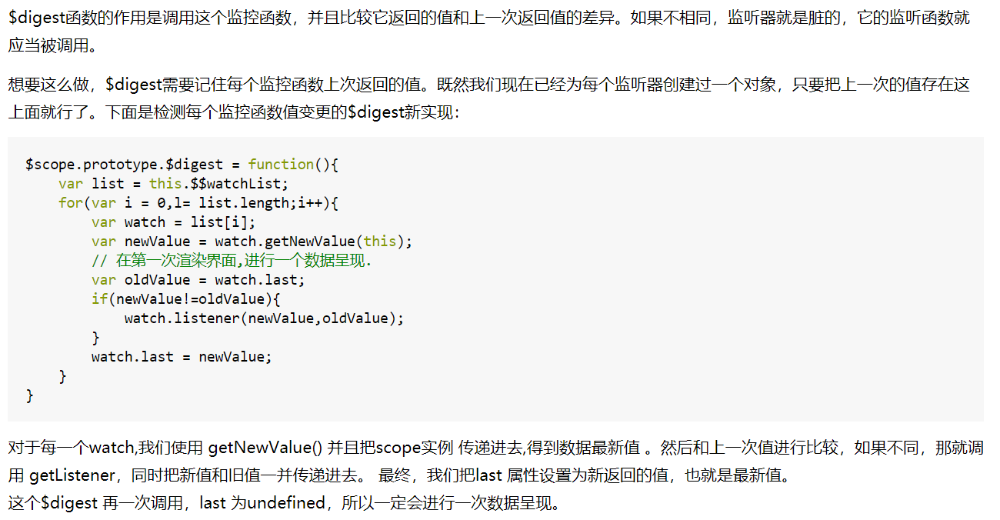 $digest函数的作用是调用这个监控函数，并且比较它返回的值和上一次返回值的差异。如果不相同，监听器就是脏的，它的监听函数就
应当被调用。
想要这么做，$digest需要记住每个监控函数上次返回的值。既然我们现在已经为每个监听器创建过一个对象，只要把上一次的值存在这
上面就行了。下面是检测每个监控函数值变更的$digest新实现：
$scope.prototype.$digest = function(){
    var list = this.$$watchList;
    for(var i = 0,l= list.length;i++){
        var watch = list[i];
        var newValue = watch.getNewValue(this);
        // 在第一次渲染界面,进行一个数据呈现.
        var oldValue = watch.last;
        if(newValue!=oldValue){
            watch.listener(newValue,oldValue);
        }
        watch.last = newValue;
    }
}
对于每一个watch,我们使用 getNewValue() 并且把scope实例 传递进去,得到数据最新值 。然后和上一次值进行比较，如果不同，那就调
用 getListener，同时把新值和旧值一并传递进去。 最终，我们把last 属性设置为新返回的值，也就是最新值。
这个$digest 再一次调用，last 为undefined，所以一定会进行一次数据呈现。